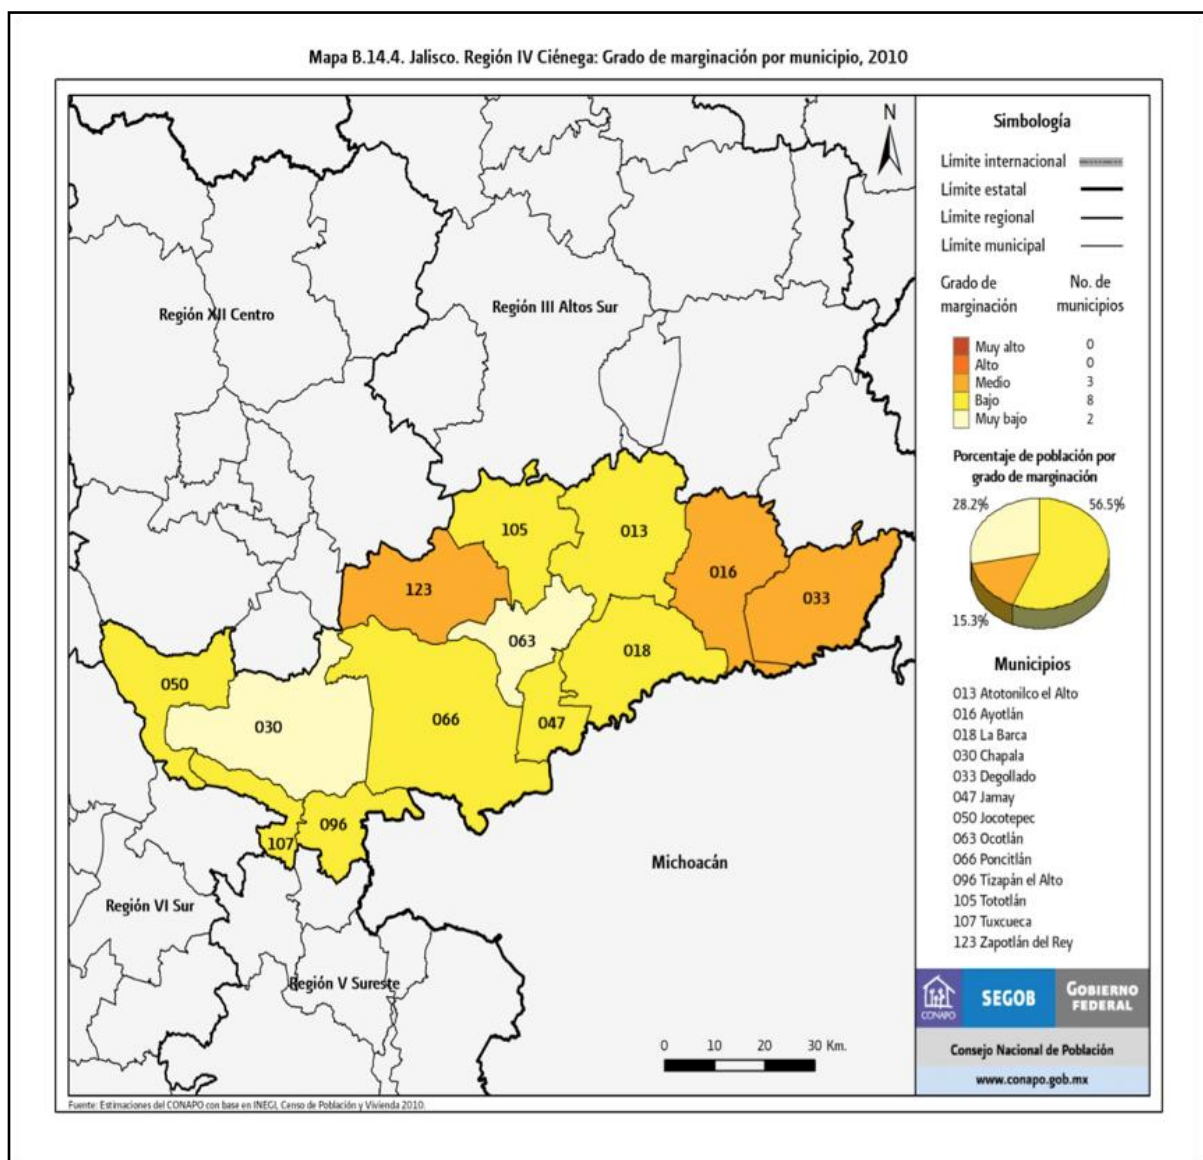 Mapa B.14.4. Jalisco. Región IV Ciénega: Grado de marginación por municipio, 2010
N
Región XII Centro
Región III Altos Sur
105
013
123
016
033
063
018
050
030
066
047
096
107
Michoacán
Región VI Sur
Región V Sureste
0 10 20 30 Km.
Simbología
Límite internacional
Límite estatal
Límite regional
Límite municipal
Grado de marginación No. de municipios
Muy alto 0
Alto 0
Medio 3
Bajo 8
Muy bajo 2
Porcentaje de población por
grado de marginación
28.2% 56.5%
15.3%
Municipios
013 Atotonilco el Alto
016 Ayotlán
018 La Barca
030 Chapala
033 Degollado
047 Jamay
050 Jocotepec
063 Ocotlán
066 Poncitlán
096 Tizapán el Alto
105 Tototlán
107 Tuxcueca
123 Zapotlán del Rey
CONAPO
SEGOB
GOBIERNO
FEDERAL
Consejo Nacional de Población
www.conapo.gob.mx
Fuente: Estimaciones del CONAPO con base en INEGI, Censo de Población y Vivienda 2010.